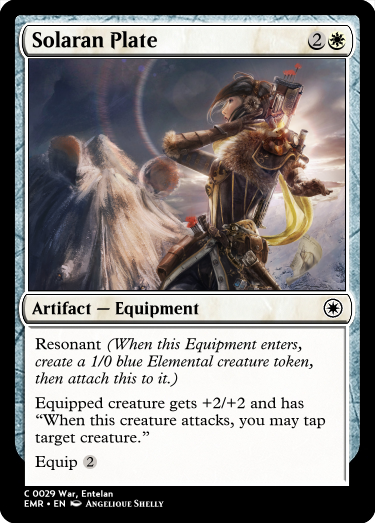 Solaran Plate 2
Artifact — Equipment
Resonant (When this Equipment enters,
create a 1/0 blue Elemental creature token,
then attach this to it.)
Equipped creature gets +2/+2 and has
“When this creature attacks, you may tap
target creature.”
Equip 2
C 0029 War, Entelan
EMR • EN Angelique Shelly